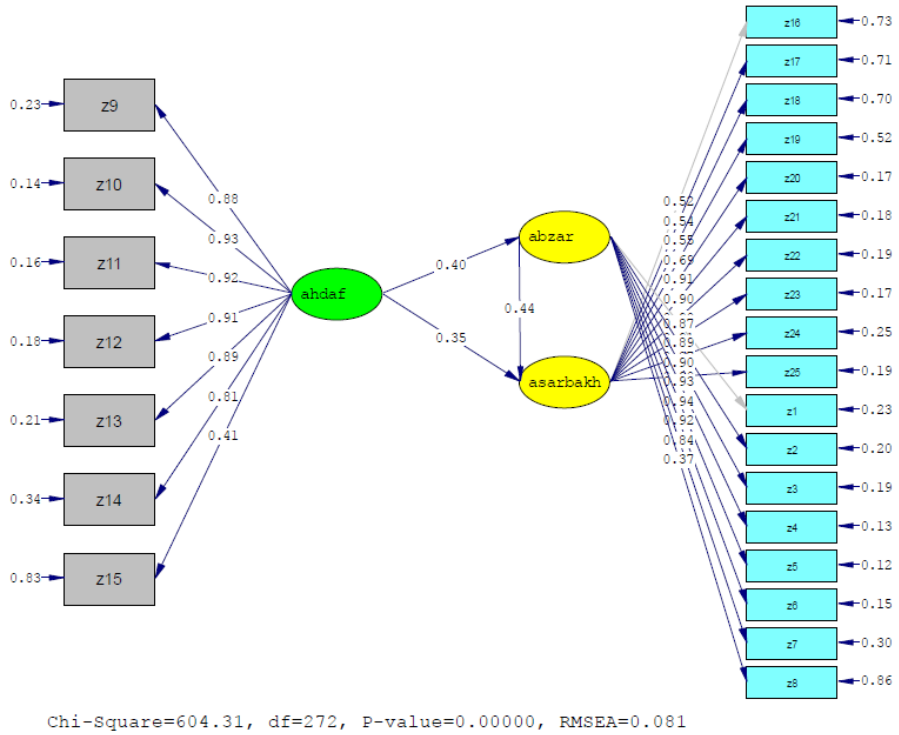 0.23 z9
0.14 z10
0.16 z11
0.18 z12
0.21 z13
0.34 z14
0.83 z15
0.88
0.93
0.92
0.91
0.89
0.81
0.41
ahdaf
0.40
0.35
abzar
0.44
asarbakh
0.52
0.54
0.55
0.69
0.91
0.90
0.87
0.89
0.90
0.93
0.94
0.92
0.84
0.37
z16 0.73
z17 0.71
z18 0.70
z19 0.52
z20 0.17
z21 0.18
z22 0.19
z23 0.17
z24 0.25
z25 0.19
z1 0.23
z2 0.20
z3 0.19
z4 0.13
z5 0.12
z6 0.15
z7 0.30
z8 0.86
Chi-Square=604.31, df=272, P-value=0.00000, RMSEA=0.081